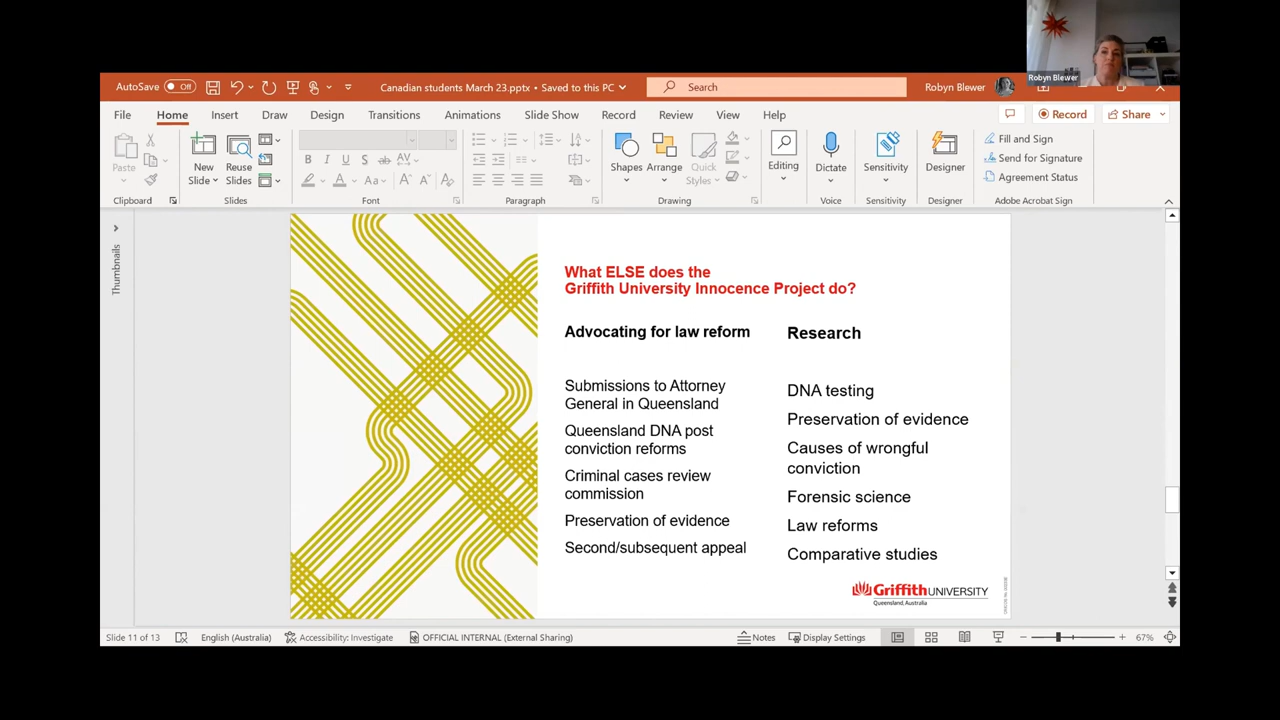 Robyn Blewer
AutoSave Off
Canadian students March 23.pptx - Saved to this PC
Search
Robyn Blewer
File Home Insert Draw Design Transitions Animations Slide Show Record Review View Help Record Share
Paste
New
Slide
Reuse
Slides
B I U S ab AV
Aa A A A
Shapes Arrange Quick
Styles
Editing
Dictate
Sensitivity
Designer
Fill and Sign
Send for Signature
Agreement Status
Clipboard Slides Font Paragraph Drawing Voice Sensitivity Designer Adobe Acrobat Sign
Thumbnails
What ELSE does the
Griffith University Innocence Project do?
Advocating for law reform
Submissions to Attorney
General in Queensland
Queensland DNA post
conviction reforms
Criminal cases review
commission
Preservation of evidence
Second/subsequent appeal
Research
DNA testing
Preservation of evidence
Causes of wrongful
conviction
Forensic science
Law reforms
Comparative studies
Griffith UNIVERSITY
Queensland, Australia
Slide 11 of 13 English (Australia) Accessibility: Investigate OFFICIAL INTERNAL (External Sharing) Notes Display Settings 67%